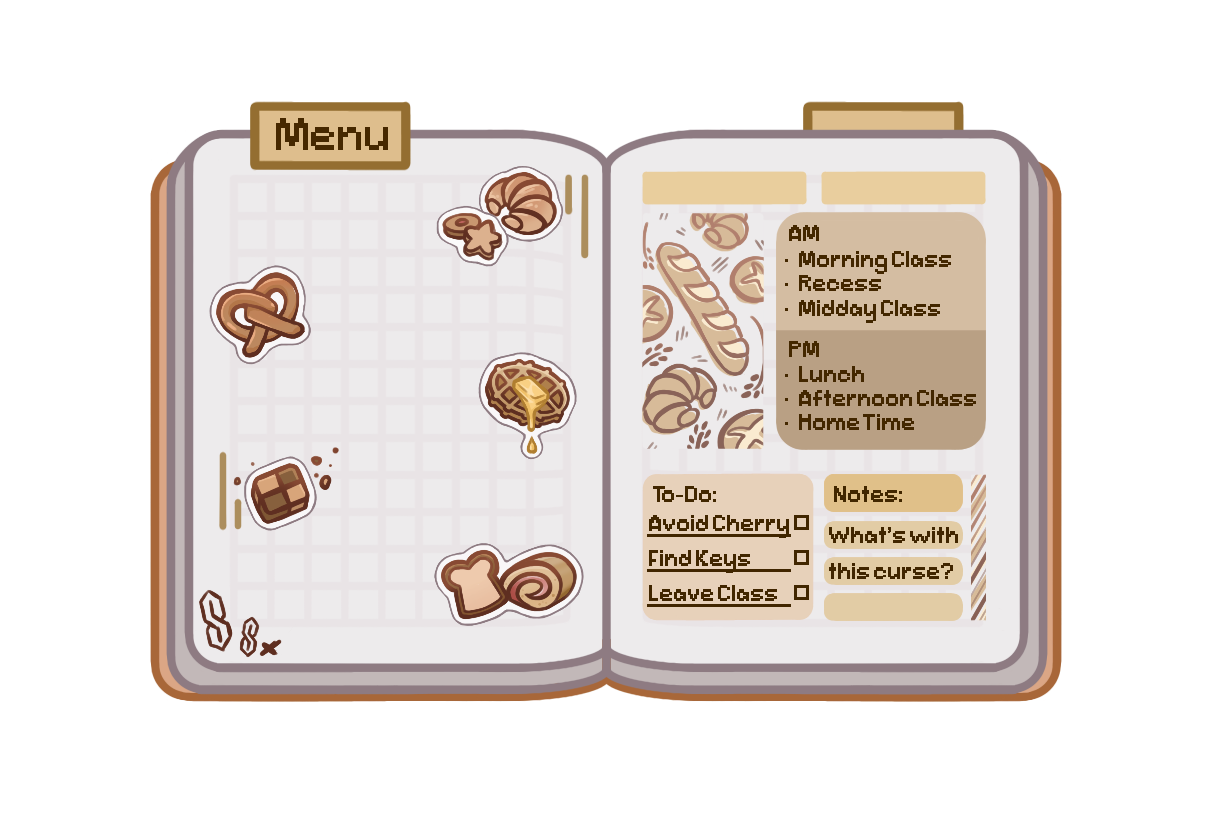 Menu
AM
· Morning Class
· Recess
· Midday Class
PM
· Lunch
· Afternoon Class
· Home Time
To-Do:
Avoid Cherry
Find Keys
Leave Class
Notes:
What's with
this curse?